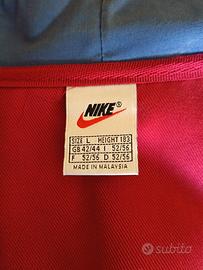 NIKE®
SIZE L HEIGHT 183
GB 42/44 I 52/56
F 52/56 D 52/56
MADE IN MALAYSIA
subito